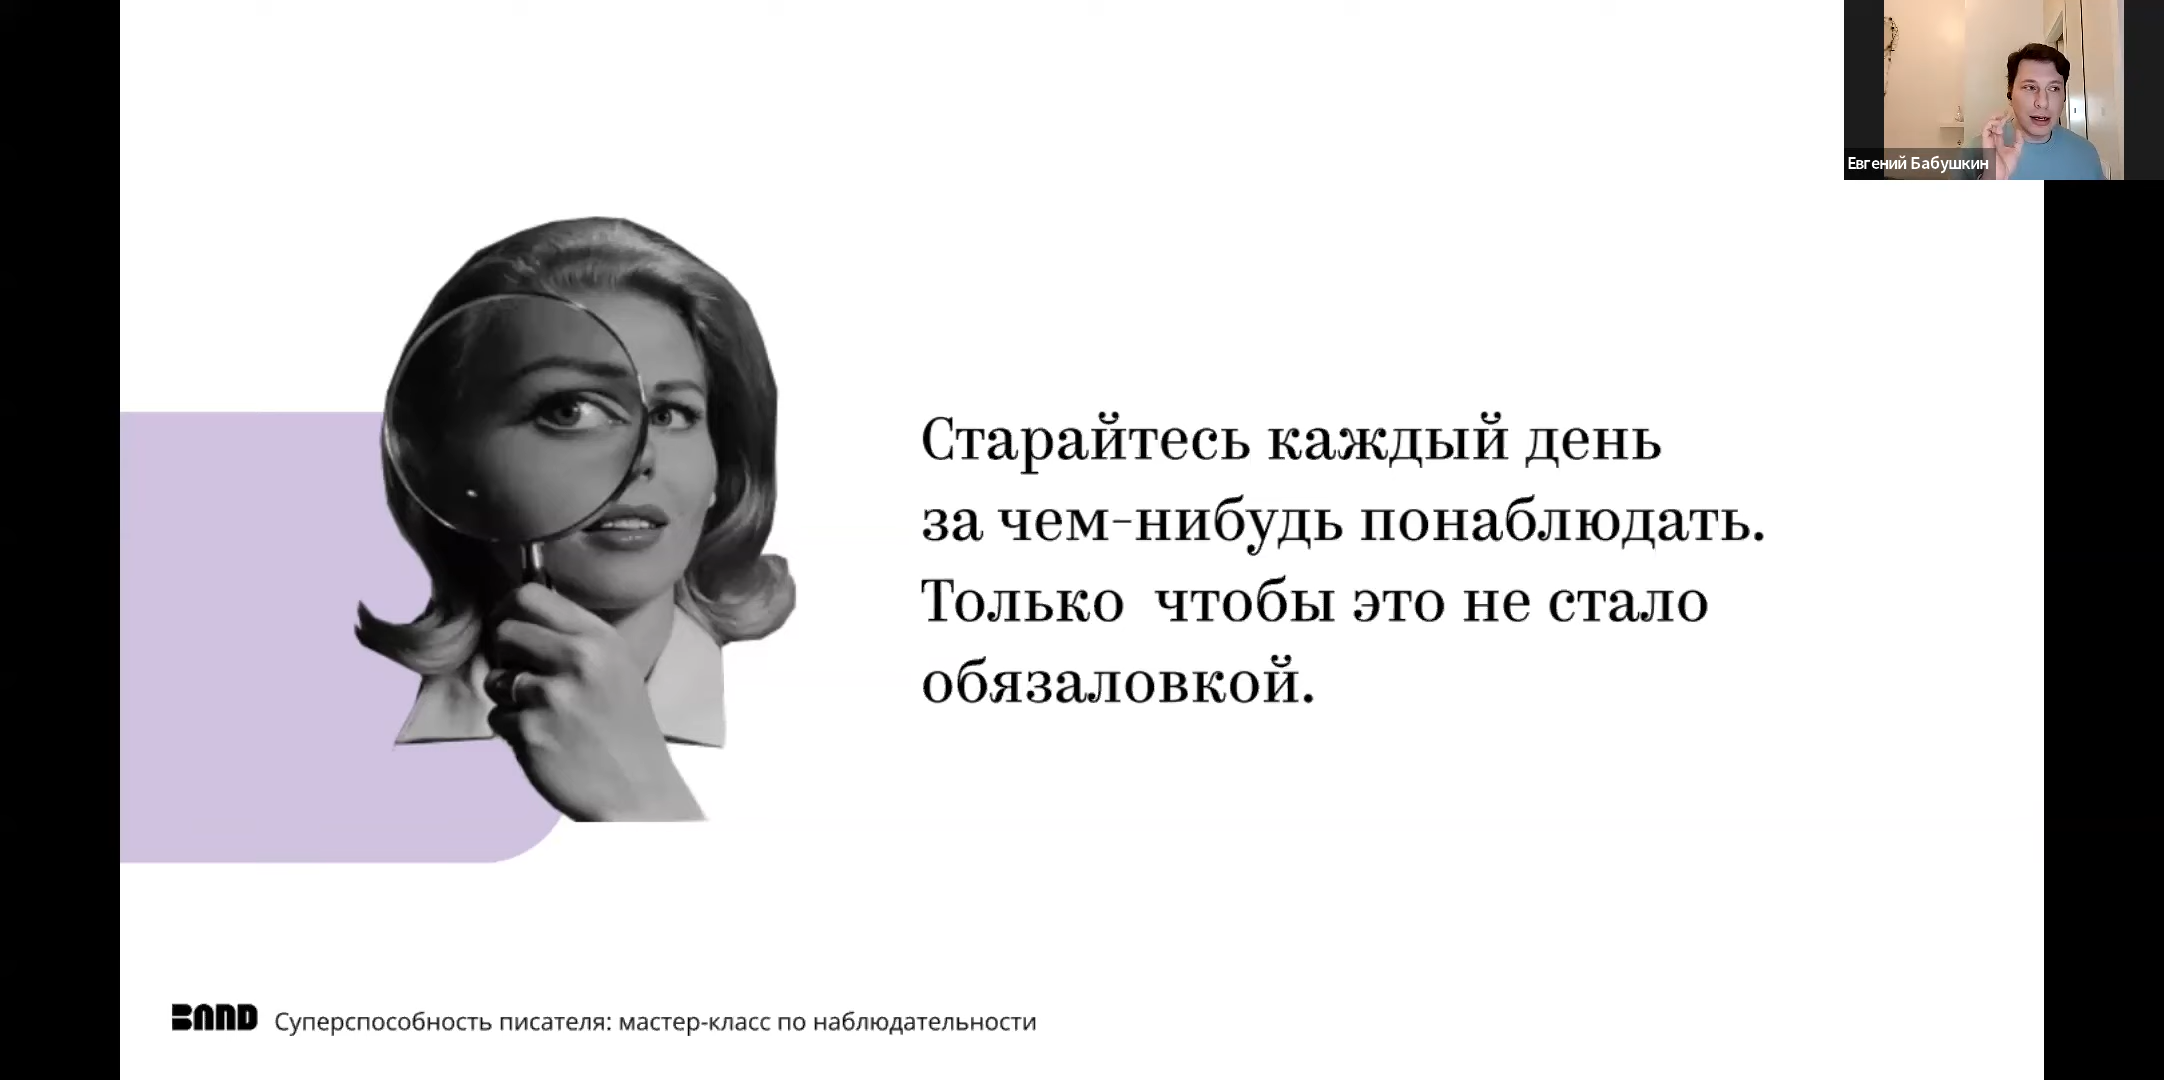 Евгений Бабушкин
Старайтесь каждый день
за чем-нибудь понаблюдать.
Только чтобы это не стало
обязаловкой.
BAND Суперспособность писателя: мастер-класс по наблюдательности